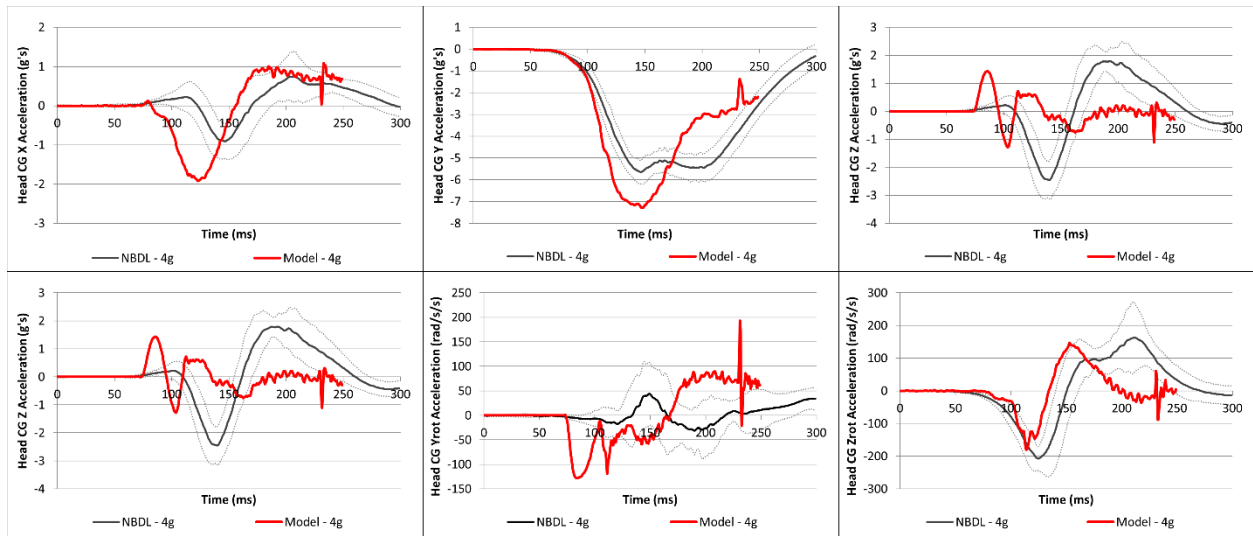 Head CG X Acceleration (g's)
2
1
0
-1
-2
-3
0 50 100 150 200 250 300
Time (ms)
NBDL - 4g Model - 4g
Head CG Y Acceleration (g's)
1
0
-1
-2
-3
-4
-5
-6
-7
-8
0 50 100 150 200 250 300
Time (ms)
NBDL - 4g Model - 4g
Head CG Z Acceleration (g's)
3
2
1
0
-1
-2
-3
-4
0 50 100 150 200 250 300
Time (ms)
NBDL - 4g Model - 4g
Head CG Z Acceleration (g's)
3
2
1
0
-1
-2
-3
-4
0 50 100 150 200 250 300
Time (ms)
NBDL - 4g Model - 4g
Head CG Yrot Acceleration (rad/s/s)
250
200
150
100
50
0
-50
-100
-150
0 50 100 150 200 250 300
Time (ms)
NBDL - 4g Model - 4g
Head CG Zrot Acceleration (rad/s/s)
300
200
100
0
-100
-200
-300
0 50 100 150 200 250 300
Time (ms)
NBDL - 4g Model - 4g